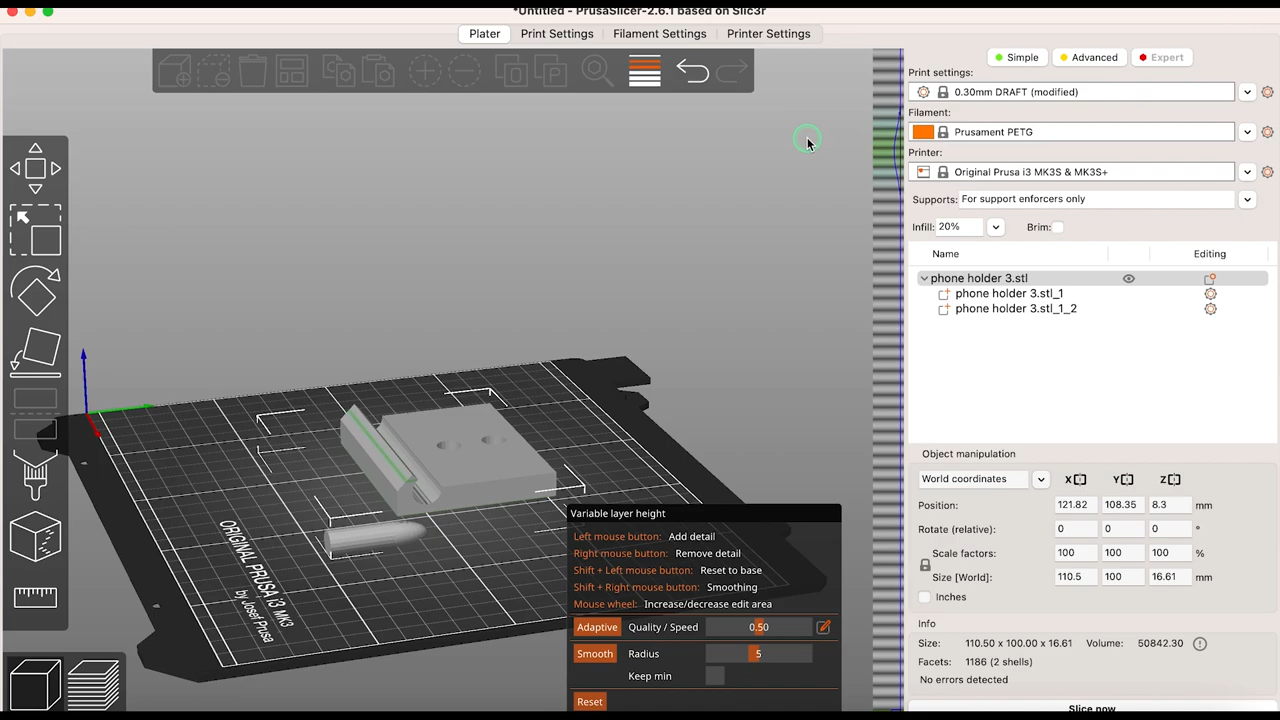 *Untitled - PrusaSlicer-2.6.1 based on Slic3r
Plater Print Settings Filament Settings Printer Settings
Simple Advanced Expert
Print settings:
0.30mm DRAFT (modified)
Filament:
Prusament PETG
Printer:
Original Prusa i3 MK3S & MK3S+
Supports: For support enforcers only
Infill: 20% Brim:
Name Editing
phone holder 3.stl
phone holder 3.stl_1
phone holder 3.stl_1_2
Object manipulation
World coordinates X Y Z
Position: 121.82 108.35 8.3 mm
Rotate (relative): 0 0 0 °
Scale factors: 100 100 100 %
Size [World]: 110.5 100 16.61 mm
Inches
Info
Size: 110.50 x 100.00 x 16.61 Volume: 50842.30
Facets: 1186 (2 shells)
No errors detected
Slice now
ORIGINAL PRUSA i3 MK3
by Josef Prusa
Variable layer height
Left mouse button: Add detail
Right mouse button: Remove detail
Shift + Left mouse button: Reset to base
Shift + Right mouse button: Smoothing
Mouse wheel: Increase/decrease edit area
Adaptive Quality / Speed 0.50
Smooth Radius 5
Keep min
Reset